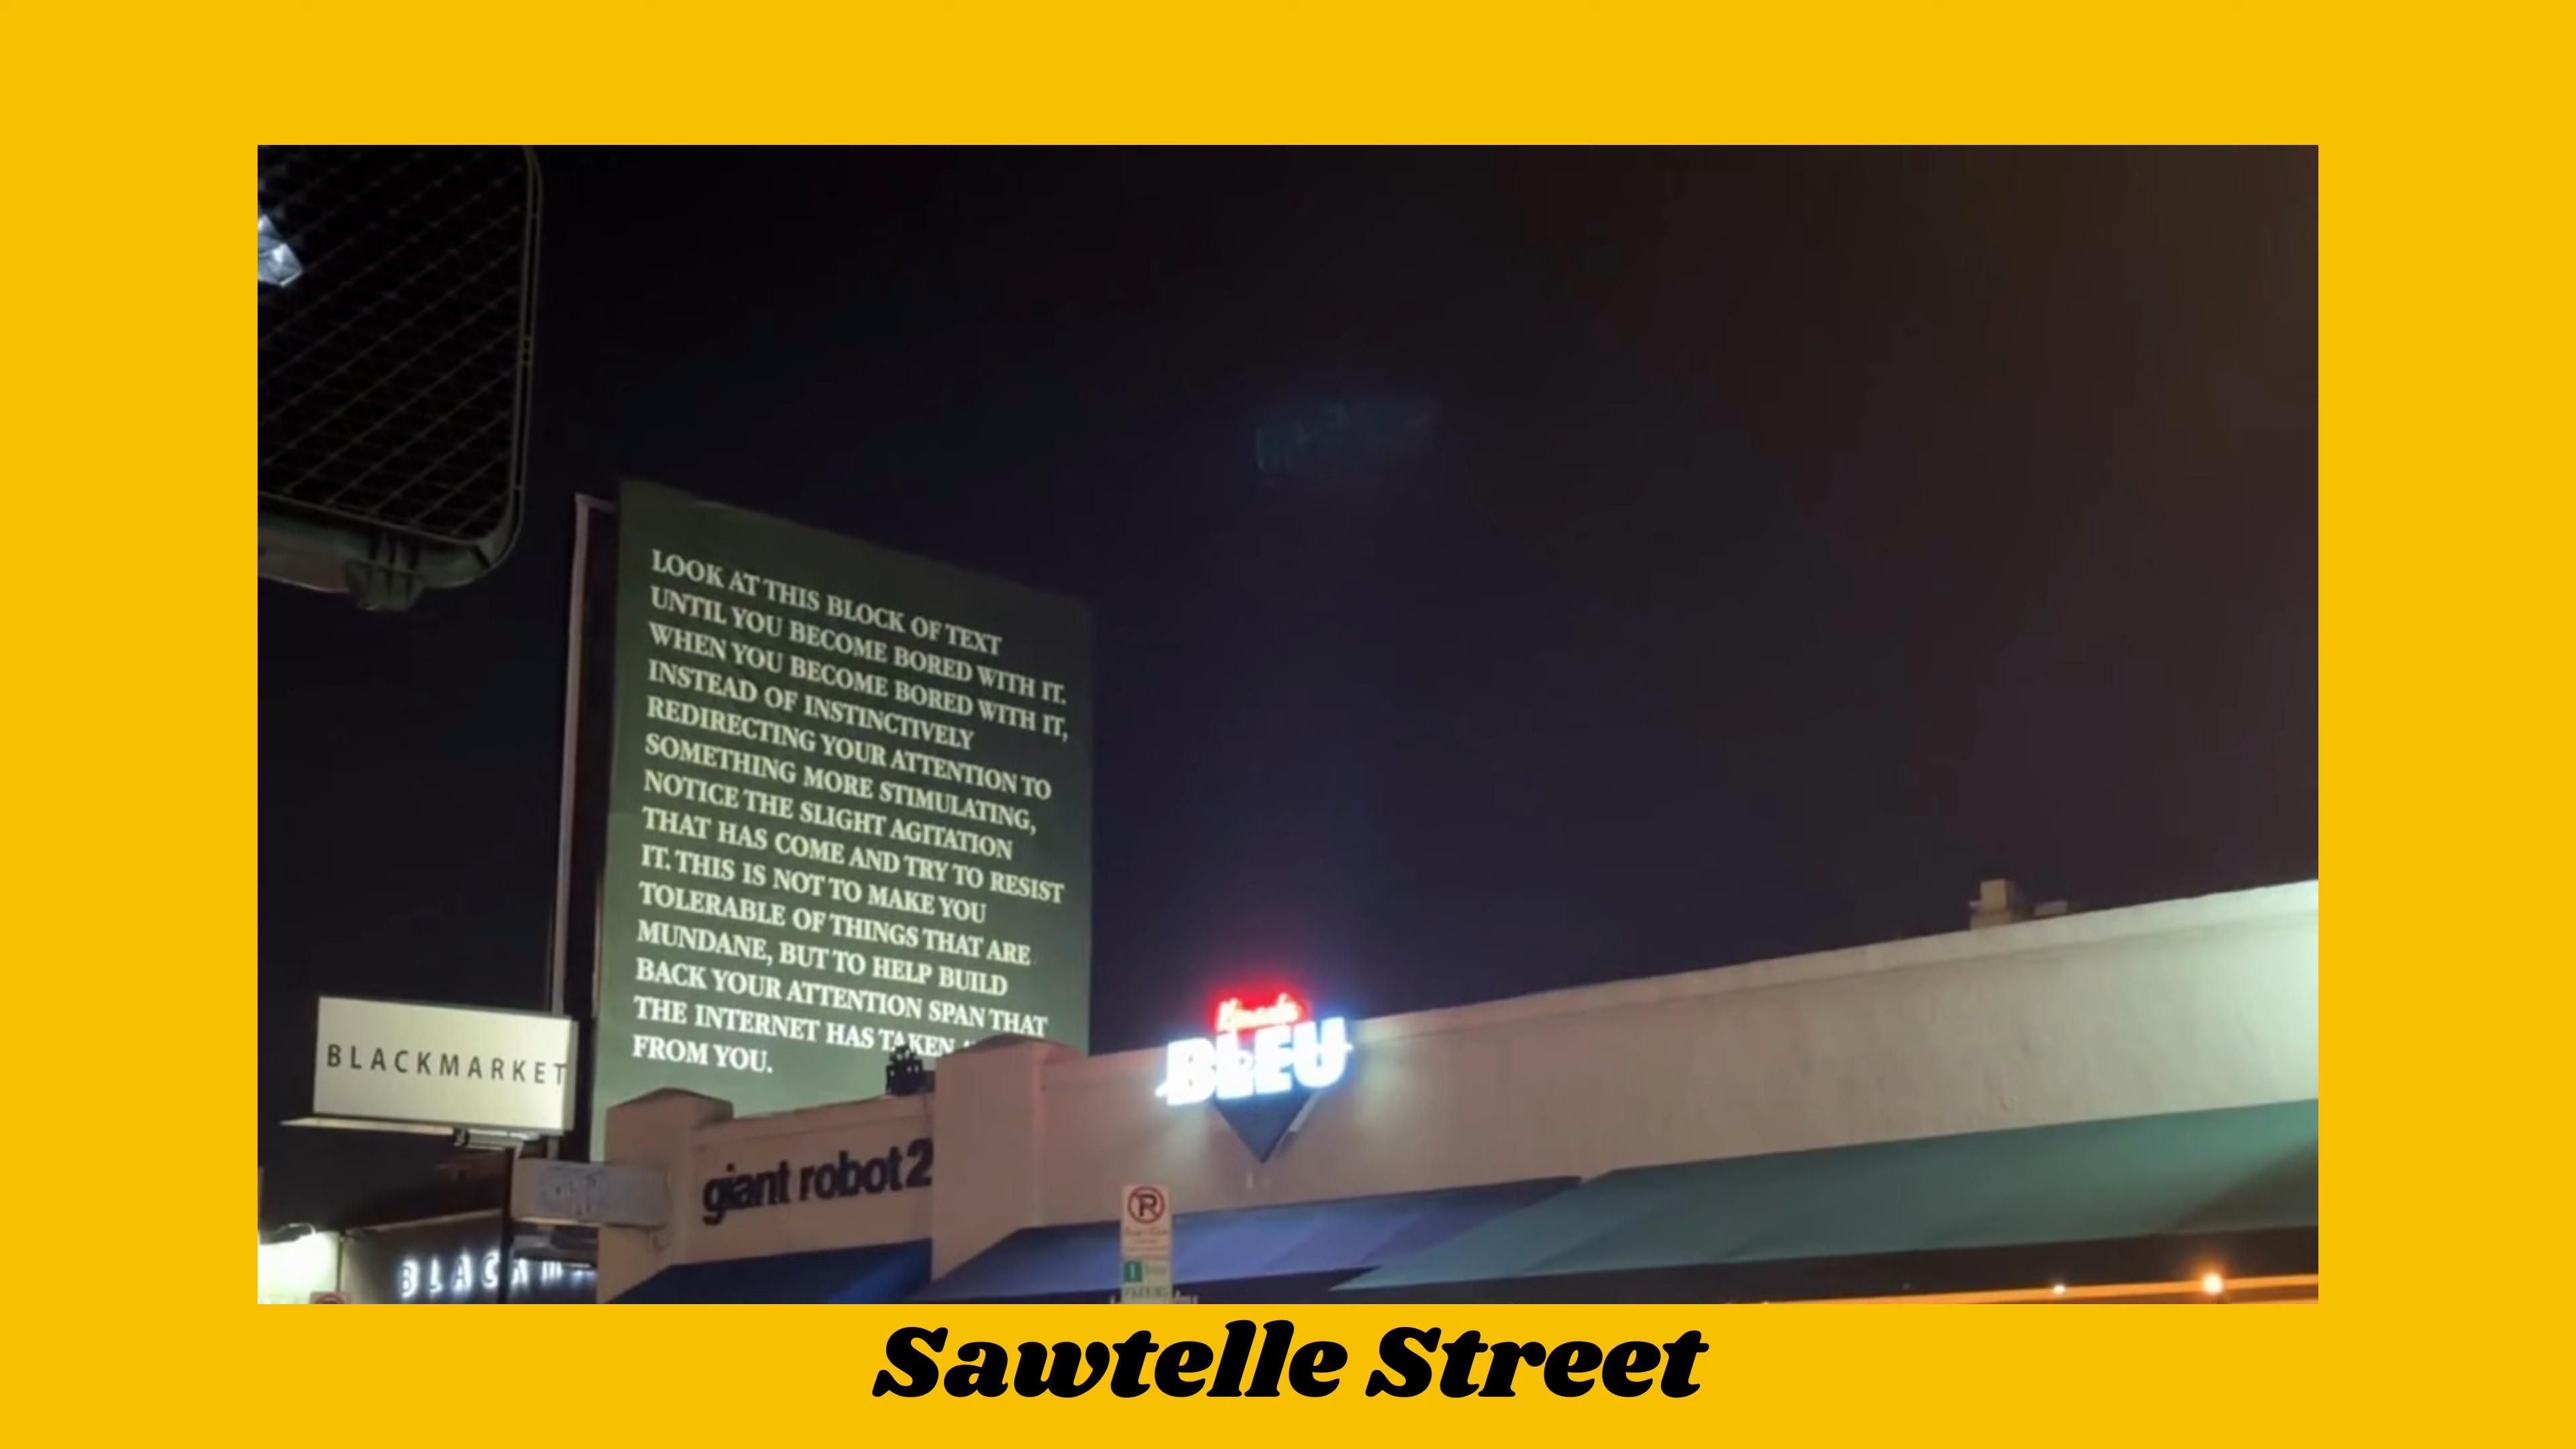 LOOK AT THIS BLOCK OF TEXT
UNTIL YOU BECOME BORED WITH IT.
WHEN YOU BECOME BORED WITH IT,
INSTEAD OF INSTINCTIVELY
REDIRECTING YOUR ATTENTION TO
SOMETHING MORE STIMULATING,
NOTICE THE SLIGHT AGITATION
THAT HAS COME AND TRY TO RESIST
IT. THIS IS NOT TO MAKE YOU
TOLERABLE OF THINGS THAT ARE
MUNDANE, BUT TO HELP BUILD
BACK YOUR ATTENTION SPAN THAT
THE INTERNET HAS TAKEN
FROM YOU.
BLACKMARKET
BLEU
giant robot 2
P
1
Sawtelle Street